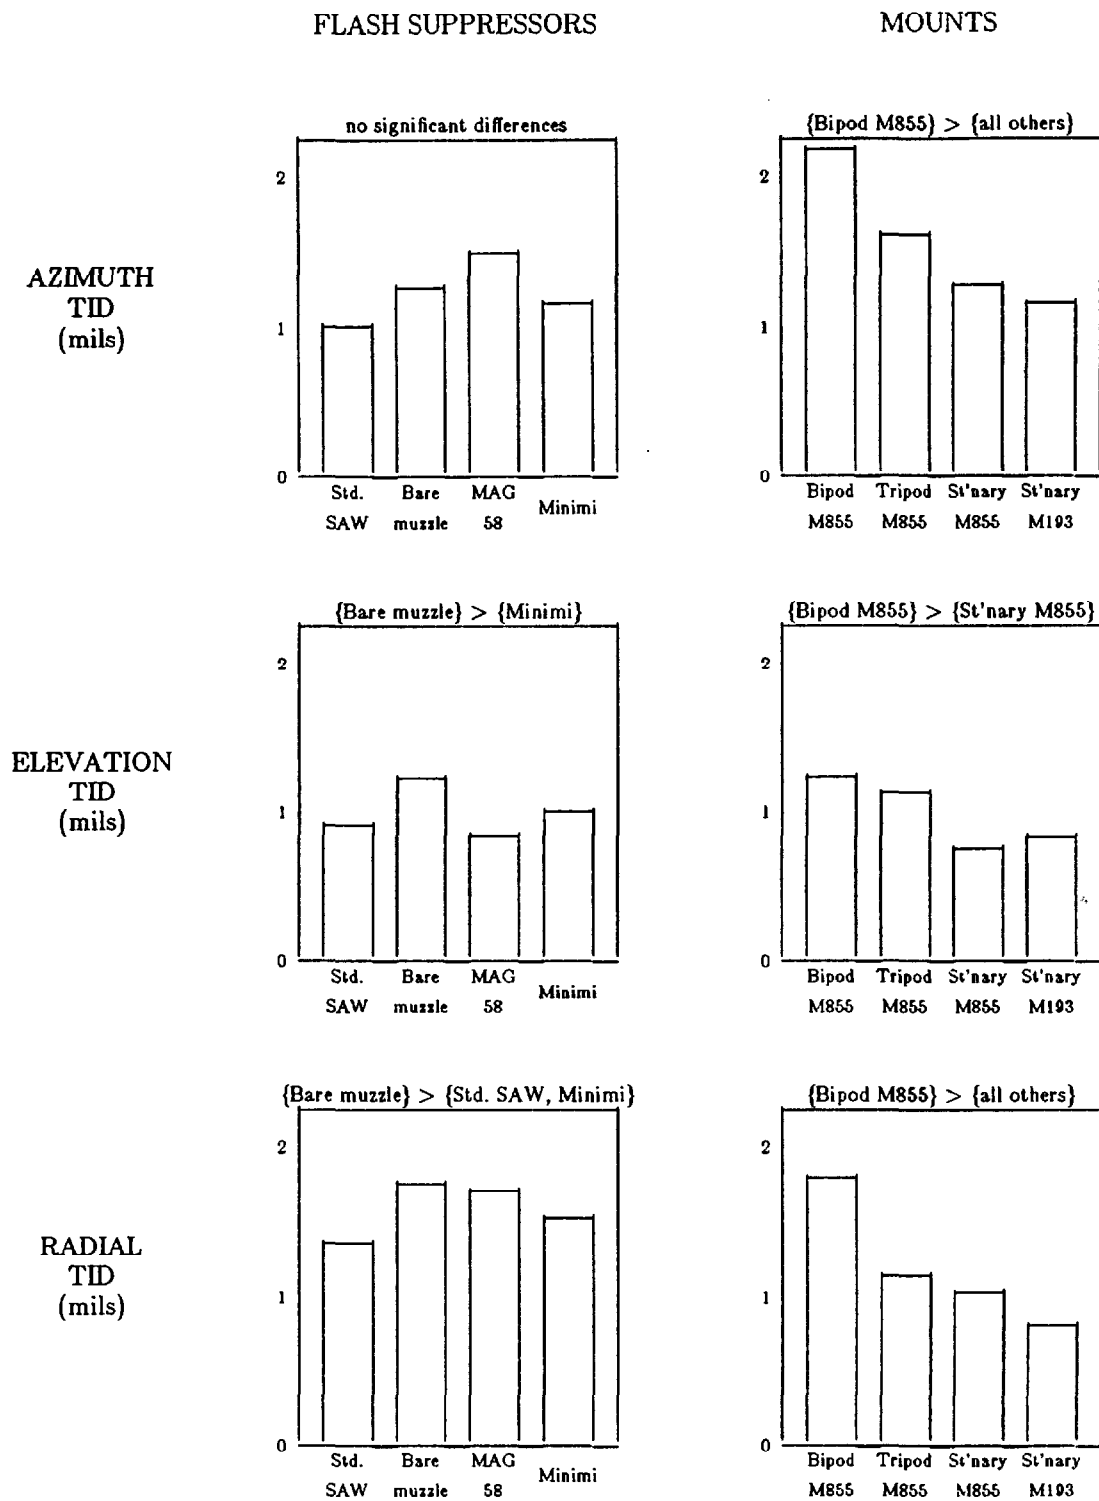 FLASH SUPPRESSORS
MOUNTS
AZIMUTH
TID
(mils)
no significant differences
2
1
0
Std.
SAW
Bare
muzzle
MAG
58
Minimi
{Bipod M855} > {all others}
2
1
0
Bipod
M855
Tripod
M855
St'nary
M855
St'nary
M193
ELEVATION
TID
(mils)
{Bare muzzle} > {Minimi}
2
1
0
Std.
SAW
Bare
muzzle
MAG
58
Minimi
{Bipod M855} > {St'nary M855}
2
1
0
Bipod
M855
Tripod
M855
St'nary
M855
St'nary
M193
RADIAL
TID
(mils)
{Bare muzzle} > {Std. SAW, Minimi}
2
1
0
Std.
SAW
Bare
muzzle
MAG
58
Minimi
{Bipod M855} > {all others}
2
1
0
Bipod
M855
Tripod
M855
St'nary
M855
St'nary
M193